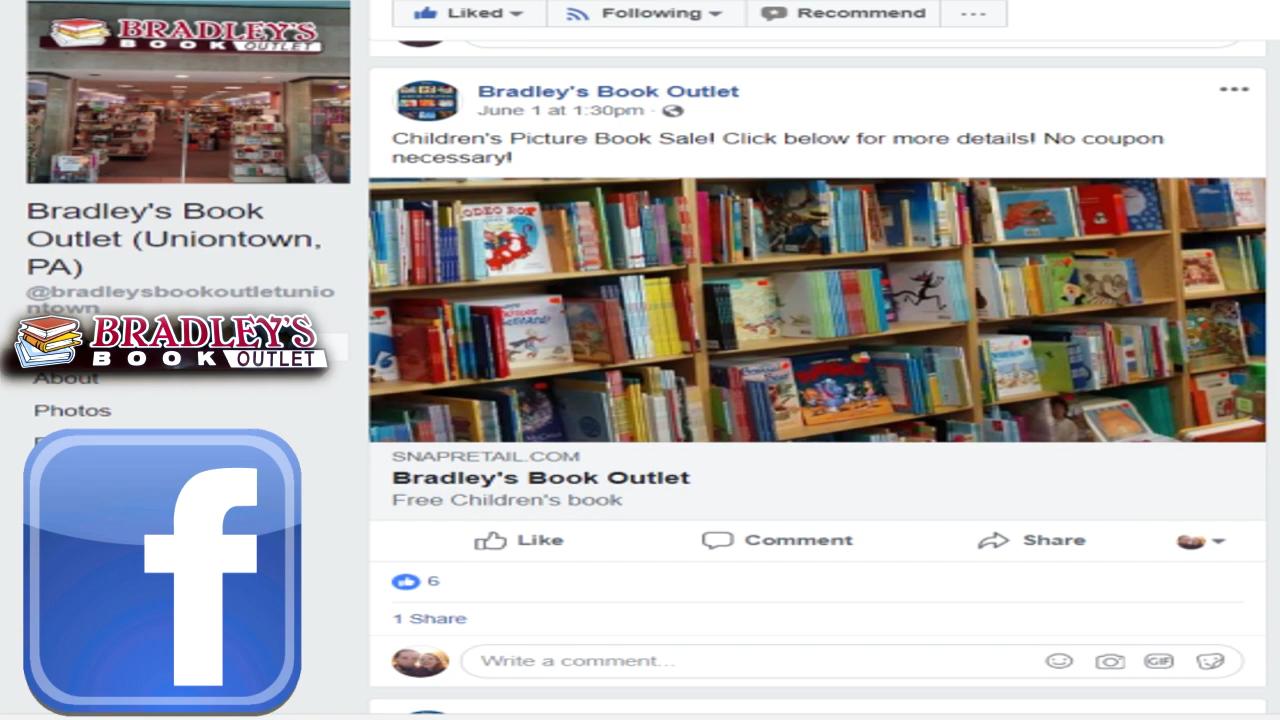 BRADLEY'S
BOOK OUTLET
Bradley's Book
Outlet (Uniontown,
PA)
@bradleysbookoutletunio
ntown
BRADLEY'S
BOOK OUTLET
About
Photos
Liked
Following
Recommend
Bradley's Book Outlet
June 1 at 1:30pm ·
Children's Picture Book Sale! Click below for more details! No coupon
necessary!
SNAPRETAIL.COM
Bradley's Book Outlet
Free Children's book
Like
Comment
Share
6
1 Share
Write a comment...
GIF
f